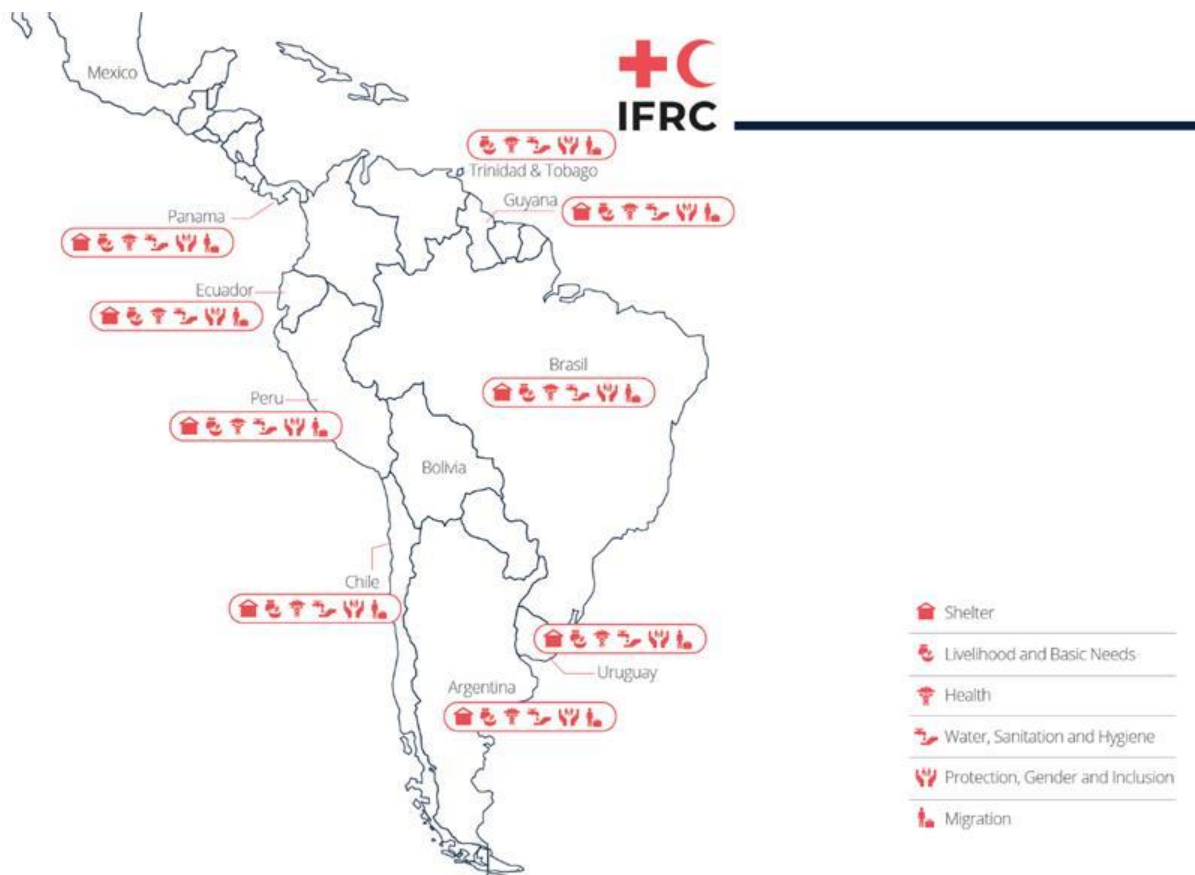 Mexico
IFRC
Trinidad & Tobago
Guyana
Panama
Ecuador
Brasil
Peru
Bolivia
Chile
Uruguay
Argentina
Shelter
Livelihood and Basic Needs
Health
Water, Sanitation and Hygiene
Protection, Gender and Inclusion
Migration